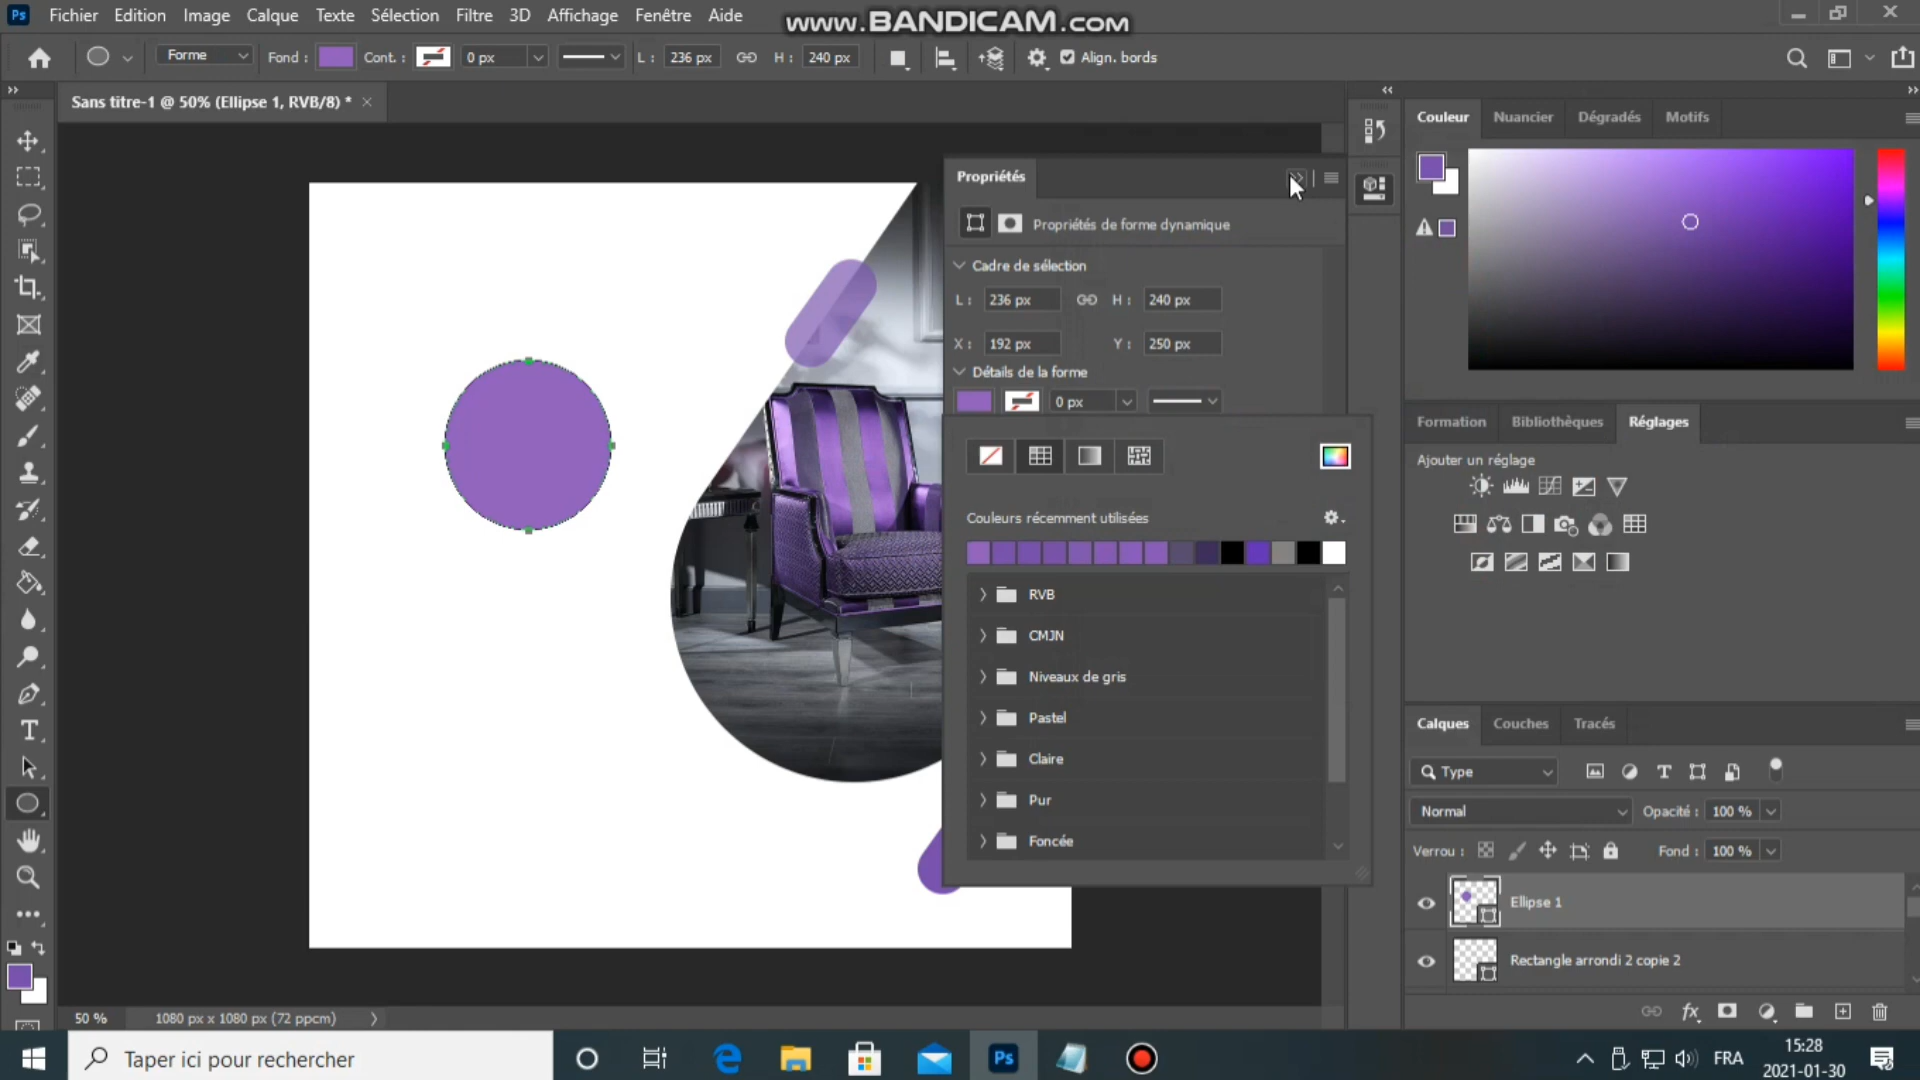 Ps Fichier Edition Image Calque Texte Sélection Filtre 3D Affichage Fenêtre Aide
www.BANDICAM.com
Forme Fond : Cont. : 0 px L : 236 px H : 240 px Align. bords
Sans titre-1 @ 50% (Ellipse 1, RVB/8) * ×
Couleur Nuancier Dégradés Motifs
Propriétés
Propriétés de forme dynamique
Cadre de sélection
L : 236 px H : 240 px
X : 192 px Y : 250 px
Détails de la forme
0 px
Couleurs récemment utilisées
RVB
CMJN
Niveaux de gris
Pastel
Claire
Pur
Foncée
Formation Bibliothèques Réglages
Ajouter un réglage
Calques Couches Tracés
Type
Normal Opacité : 100 %
Verrou : Fond : 100 %
Ellipse 1
Rectangle arrondi 2 copie 2
fx
50 % 1080 px x 1080 px (72 ppcm)
Taper ici pour rechercher
Ps
FRA
15:28
2021-01-30